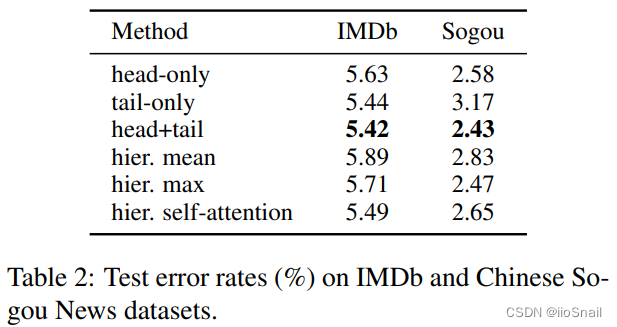 Method IMDb Sogou
head-only 5.63 2.58
tail-only 5.44 3.17
head+tail 5.42 2.43
hier. mean 5.89 2.83
hier. max 5.71 2.47
hier. self-attention 5.49 2.65
Table 2: Test error rates (%) on IMDb and Chinese So-
gou News datasets.
CSDN @iioSnail